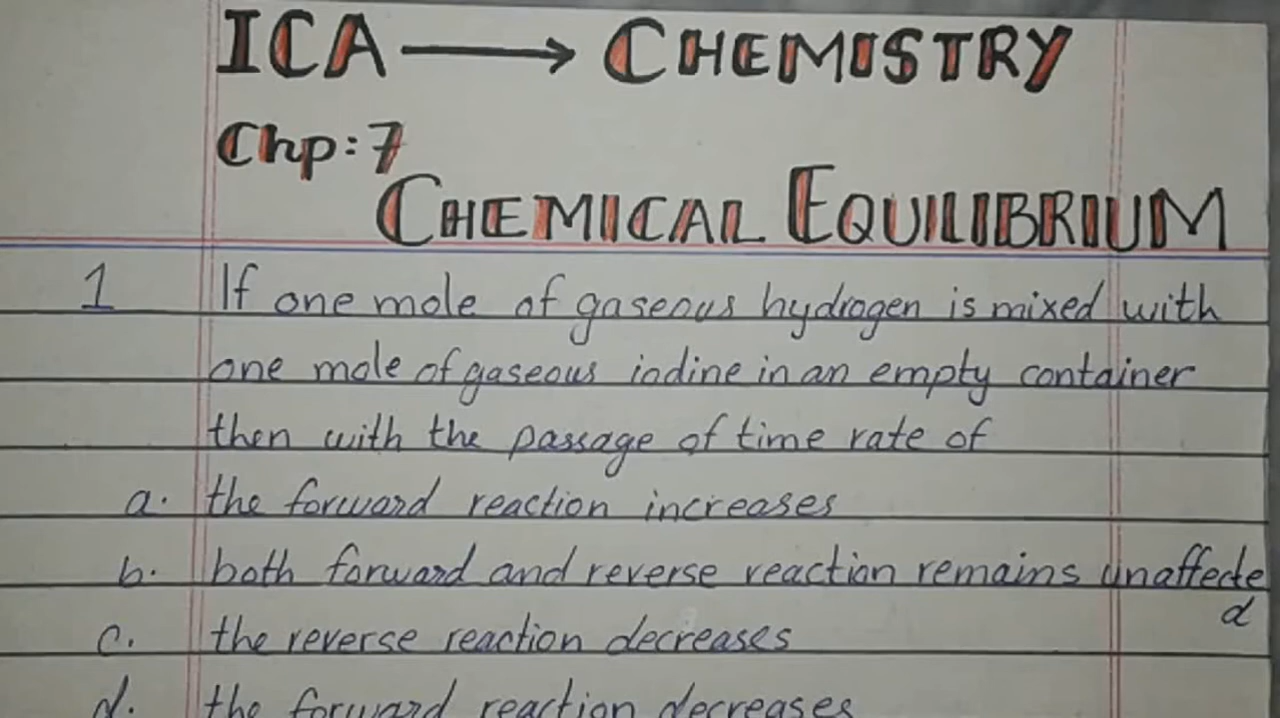 ICA → CHEMISTRY
Chp:7
CHEMICAL EQUILIBRIUM
1 If one mole of gaseous hydrogen is mixed with
one mole of gaseous iodine in an empty container
then with the passage of time rate of
a. the forward reaction increases
b. both forward and reverse reaction remains unaffecte
d
c. the reverse reaction decreases
d. the forward reaction decreases